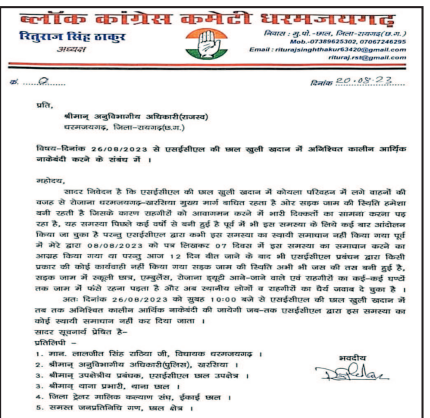 ब्लॉक कांग्रेस कमेटी धरमजयगढ़
रितुराज सिंह ठाकुर
अध्यक्ष
निवास : मु.पो. -छाल, जिला-रायगढ़(छ.ग.)
Mob.-07389625302, 07067246295
Email : riturajsinghthakur63420@gmail.com
rituraj.rst@gmail.com
क्रं.
दिनांक 20-08-23
प्रति,
श्रीमान् अनुविभागीय अधिकारी(राजस्व)
धरमजयगढ़, जिला-रायगढ़(छ.ग.)
विषय-दिनांक 26/08/2023 से एसईसीएल की छाल खुली खदान में अनिश्चित कालीन आर्थिक
नाकेबंदी करने के संबंध में ।
महोदय,
सादर निवेदन है कि एसईसीएल की छाल खुली खदान में कोयला परिवहन में लगे वाहनों की
वजह से रोजाना धरमजयगढ़-खरसिया मुख्य मार्ग बाधित रहता है ओर सड़क जाम की स्थिति हमेशा
बनी रहती है जिसके कारण राहगीरों को आवागमन करने में भारी दिक्कतों का सामना करना पड़
रहा है, यह समस्या पिछले कई वर्षो से बनी हुई है पूर्व में भी इस समस्या के लिये कई बार आंदोलन
किया जा चुका है परन्तु एसईसीएल द्वारा कभी इस समस्या का स्थायी समाधान नहीं किया गया पूर्व
में मेरे द्वारा 08/08/2023 को पत्र लिखकर 07 दिवस में इस समस्या का समाधान करने का
आग्रह किया गया था परन्तु आज 12 दिन बीत जाने के बाद भी एसईसीएल प्रबंधन द्वारा किसी
प्रकार की कोई कार्यवाही नहीं किया गया सड़क जाम की स्थिति अभी भी जस की तस बनी हुई है,
सड़क जाम में स्कूली छात्र, एम्बुलेंस, रोजाना ड्यूटी आने-जाने वाले एवं राहगीरों का कई-कई घण्टों
तक जाम में फंसे रहना पड़ता है और अब स्थानीय लोगों व राहगीरों का धैर्य जवाब दे चुका है ।
अतः दिनांक 26/08/2023 को सुबह 10:00 बजे से एसईसीएल की छाल खुली खदान में
तब तक अनिश्चित कालीन आर्थिक नाकेबंदी की जायेगी जब-तक एसईसीएल द्वारा इस समस्या का
कोई स्थायी समाधान नहीं कर दिया जाता ।
सादर सूचनार्थ प्रेषित है-
प्रतिलिपी -
1. मान. लालजीत सिंह राठिया जी, विधायक धरमजयगढ़ ।
2. श्रीमान् अनुविभागीय अधिकारी(पुलिस), खरसिया ।
3. श्रीमान् उपक्षेत्रीय प्रबंधक, एसईसीएल छाल उपक्षेत्र ।
3. श्रीमान् थाना प्रभारी, थाना छाल ।
4. जिला ट्रेलर मालिक कल्याण संघ, ईकाई छाल ।
5. समस्त जनप्रतिनिधि गण, छाल क्षेत्र ।
भवदीय